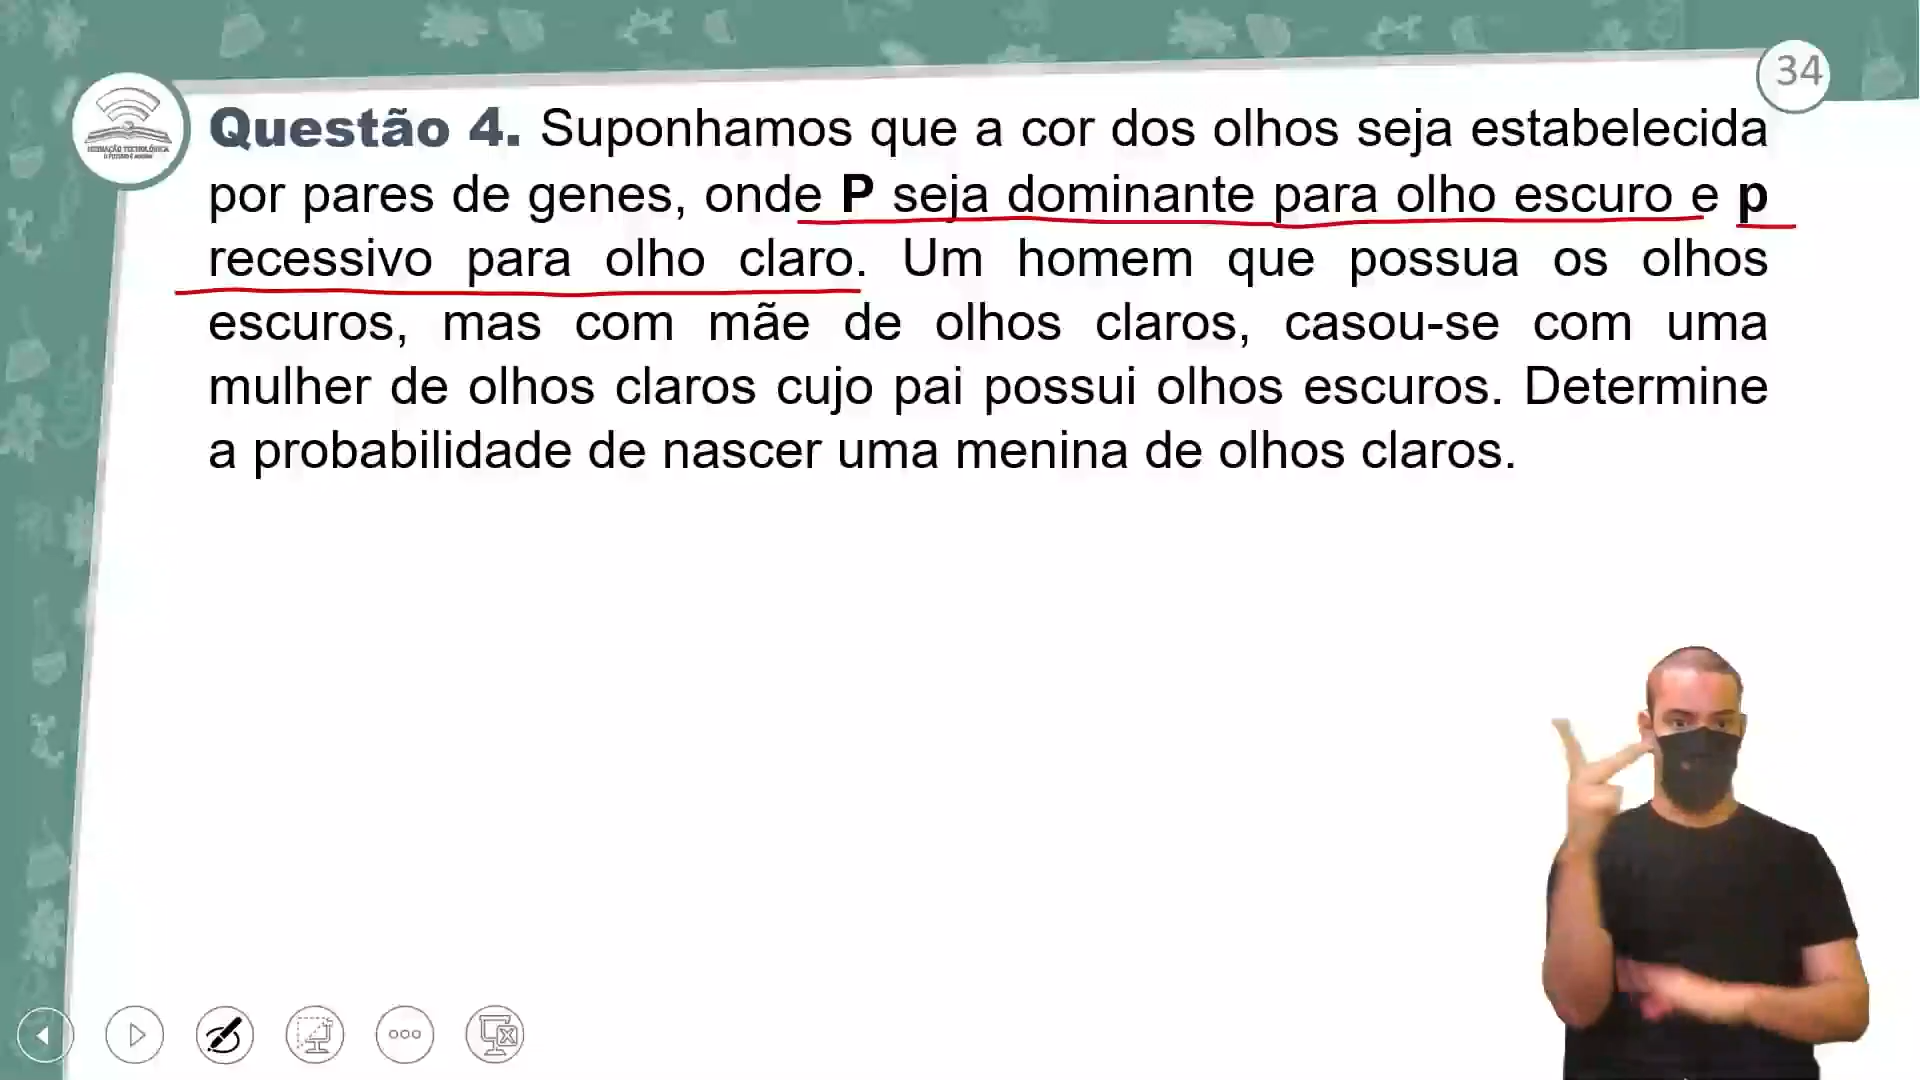 34
Questão 4. Suponhamos que a cor dos olhos seja estabelecida
por pares de genes, onde P seja dominante para olho escuro e p
recessivo para olho claro. Um homem que possua os olhos
escuros, mas com mãe de olhos claros, casou-se com uma
mulher de olhos claros cujo pai possui olhos escuros. Determine
a probabilidade de nascer uma menina de olhos claros.
MEDIAÇÃO TECNOLÓGICA